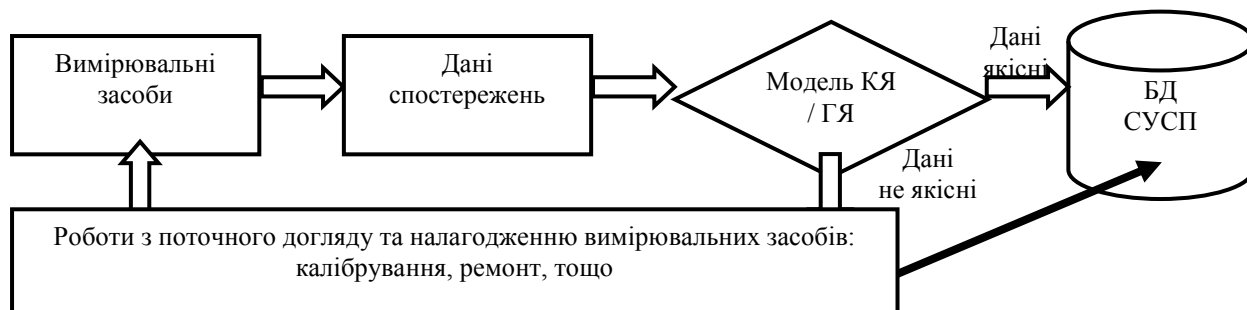 Вимірювальні
засоби
Дані
спостережень
Модель КЯ
/ ГЯ
Дані
якісні
БД
СУСП
Дані
не якісні
Роботи з поточного догляду та налагодженню вимірювальних засобів:
калібрування, ремонт, тощо